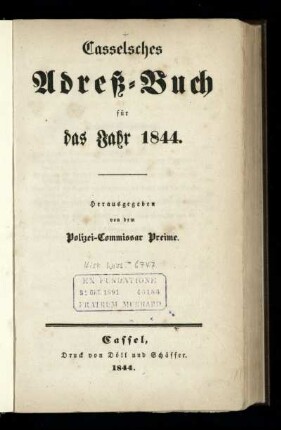 Casselsches
Adreß-Buch
für
das Jahr 1844.
Herausgegeben
von dem
Polizei-Commissar Preime.
EX FUNDATIONE
FRATRUM MURHARD
Cassel,
Druck von Döll und Schäffer.
1844.